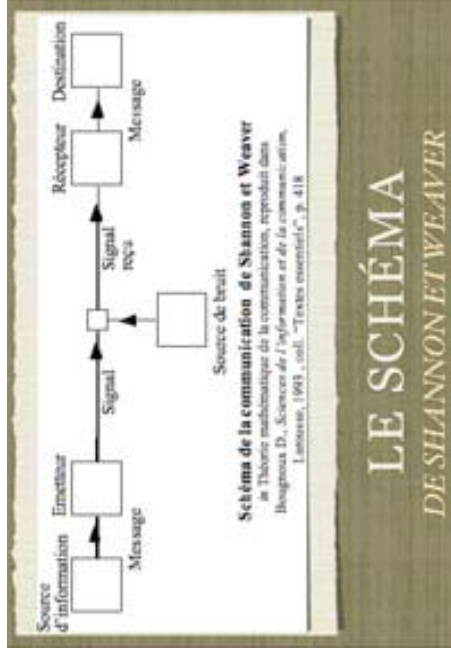 Source
d'information
Emetteur
Récepteur
Destination
Message
Signal
Signal
reçu
Message
Source de bruit
Schéma de la communication de Shannon et Weaver
in Théorie mathématique de la communication, reproduit dans
Bougnoux D., Sciences de l'information et de la communication,
Larousse, 1993 , coll. "Textes essentiels", p. 418
LE SCHÉMA
DE SHANNON ET WEAVER